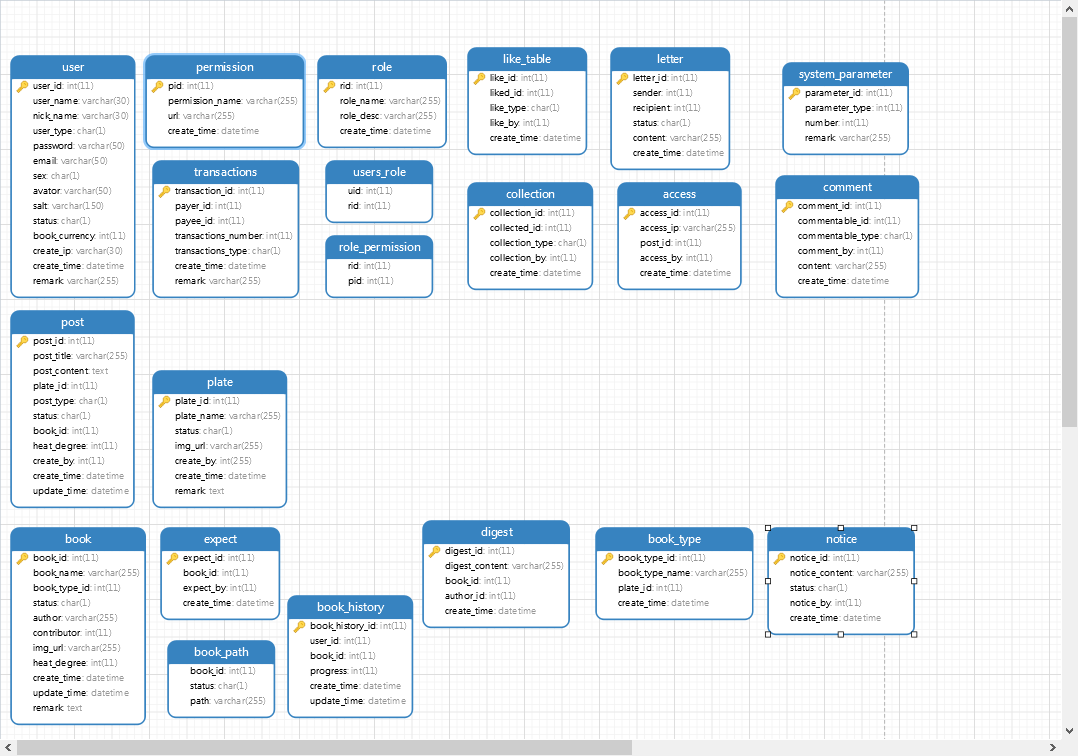 user
user_id: int(11)
user_name: varchar(30)
nick_name: varchar(30)
user_type: char(1)
password: varchar(50)
email: varchar(50)
sex: char(1)
avator: varchar(50)
salt: varchar(150)
status: char(1)
book_currency: int(11)
create_ip: varchar(30)
create_time: datetime
remark: varchar(255)
permission
pid: int(11)
permission_name: varchar(255)
url: varchar(255)
create_time: datetime
role
rid: int(11)
role_name: varchar(255)
role_desc: varchar(255)
create_time: datetime
like_table
like_id: int(11)
liked_id: int(11)
like_type: char(1)
like_by: int(11)
create_time: datetime
letter
letter_id: int(11)
sender: int(11)
recipient: int(11)
status: char(1)
content: varchar(255)
create_time: datetime
system_parameter
parameter_id: int(11)
parameter_type: int(11)
number: int(11)
remark: varchar(255)
transactions
transaction_id: int(11)
payer_id: int(11)
payee_id: int(11)
transactions_number: int(11)
transactions_type: char(1)
create_time: datetime
remark: varchar(255)
users_role
uid: int(11)
rid: int(11)
role_permission
rid: int(11)
pid: int(11)
collection
collection_id: int(11)
collected_id: int(11)
collection_type: char(1)
collection_by: int(11)
create_time: datetime
access
access_id: int(11)
access_ip: varchar(255)
post_id: int(11)
access_by: int(11)
create_time: datetime
comment
comment_id: int(11)
commentable_id: int(11)
commentable_type: char(1)
comment_by: int(11)
content: varchar(255)
create_time: datetime
post
post_id: int(11)
post_title: varchar(255)
post_content: text
plate_id: int(11)
post_type: char(1)
status: char(1)
book_id: int(11)
heat_degree: int(11)
create_by: int(11)
create_time: datetime
update_time: datetime
plate
plate_id: int(11)
plate_name: varchar(255)
status: char(1)
img_url: varchar(255)
create_by: int(255)
create_time: datetime
remark: text
book
book_id: int(11)
book_name: varchar(255)
book_type_id: int(11)
status: char(1)
author: varchar(255)
contributor: int(11)
img_url: varchar(255)
heat_degree: int(11)
create_time: datetime
update_time: datetime
remark: text
expect
expect_id: int(11)
book_id: int(11)
expect_by: int(11)
create_time: datetime
book_path
book_id: int(11)
status: char(1)
path: varchar(255)
book_history
book_history_id: int(11)
user_id: int(11)
book_id: int(11)
progress: int(11)
create_time: datetime
update_time: datetime
digest
digest_id: int(11)
digest_content: varchar(255)
book_id: int(11)
author_id: int(11)
create_time: datetime
book_type
book_type_id: int(11)
book_type_name: varchar(255)
plate_id: int(11)
create_time: datetime
notice
notice_id: int(11)
notice_content: varchar(255)
status: char(1)
notice_by: int(11)
create_time: datetime